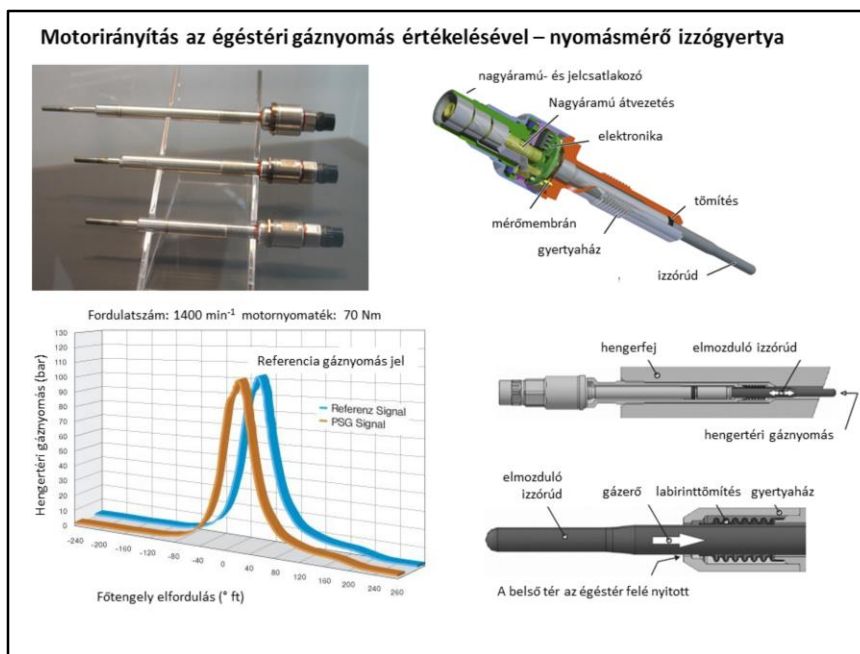 Motorirányítás az égéstéri gáznyomás értékelésével – nyomásmérő izzógyertya
nagyáramú- és jelcsatlakozó
Nagyáramú átvezetés
elektronika
tömítés
mérőmembrán
gyertyaház
izzórúd
Fordulatszám: 1400 min⁻¹ motornyomaték: 70 Nm
Hengertéri gáznyomás (bar)
130
120
110
100
90
80
70
60
50
40
30
20
10
0
Referencia gáznyomás jel
Referenz Signal
PSG Signal
-240
-200
-160
-120
-80
-40
0
40
80
120
160
200
260
Főtengely elfordulás (° ft)
hengerfej
elmozduló izzórúd
hengertéri gáznyomás
elmozduló
izzórúd
gázerő
labirinttömítés
gyertyaház
A belső tér az égéstér felé nyitott